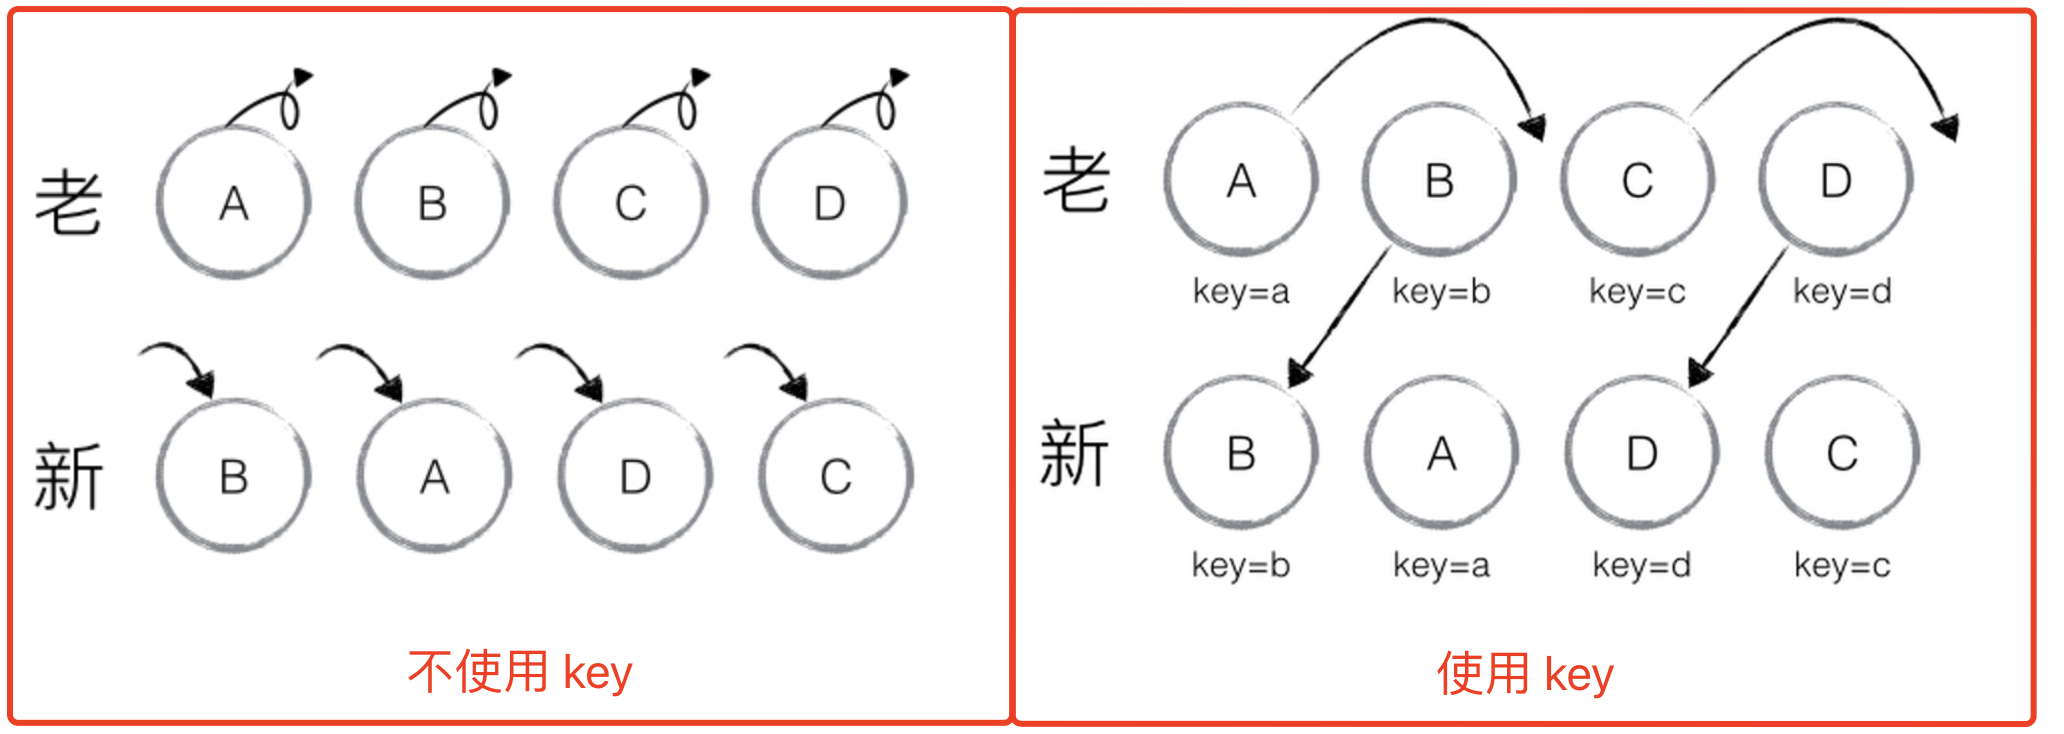 老 A B C D
新 B A D C
不使用 key
老 A B C D
key=a key=b key=c key=d
新 B A D C
key=b key=a key=d key=c
使用 key